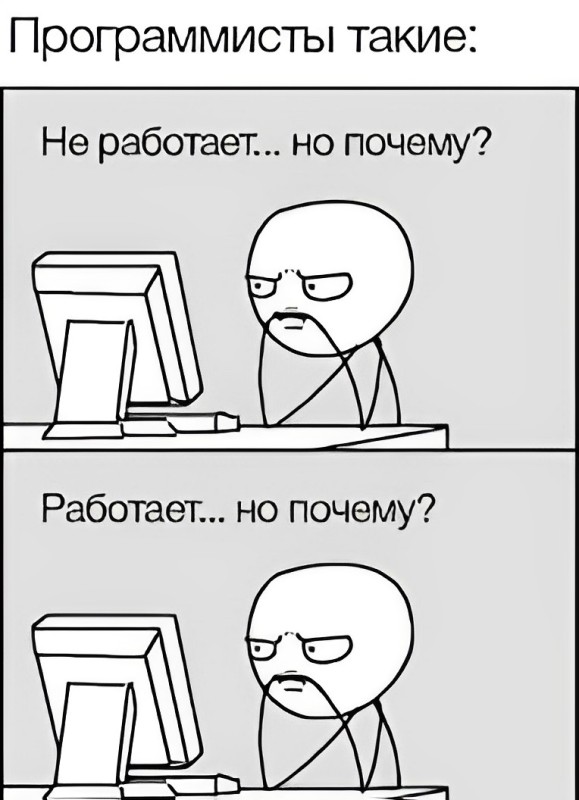 Программисты такие:
Не работает... но почему?
Работает... но почему?